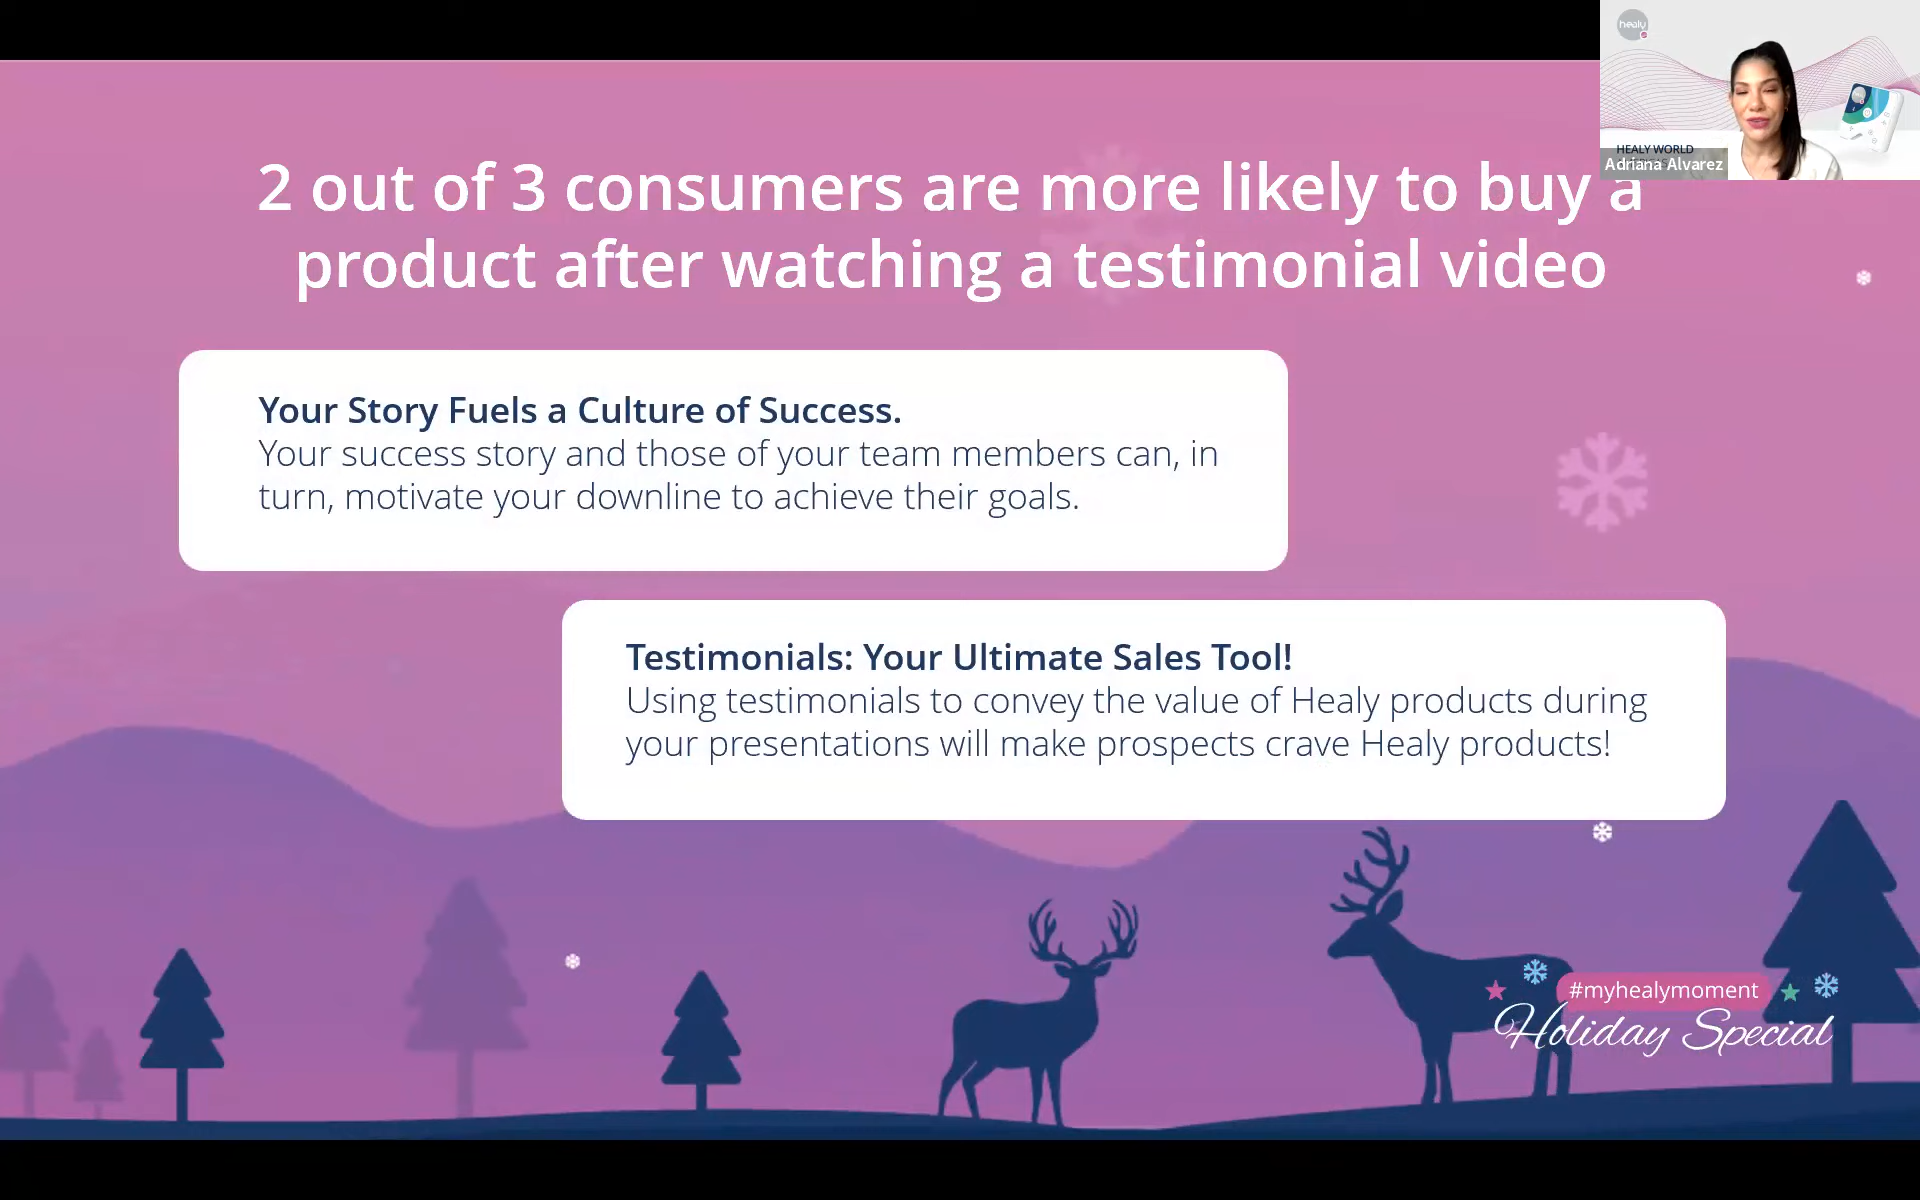 healy
HEALY WORLD
Adriana Alvarez
2 out of 3 consumers are more likely to buy a
product after watching a testimonial video
Your Story Fuels a Culture of Success.
Your success story and those of your team members can, in
turn, motivate your downline to achieve their goals.
Testimonials: Your Ultimate Sales Tool!
Using testimonials to convey the value of Healy products during
your presentations will make prospects crave Healy products!
#myhealymoment
Holiday Special